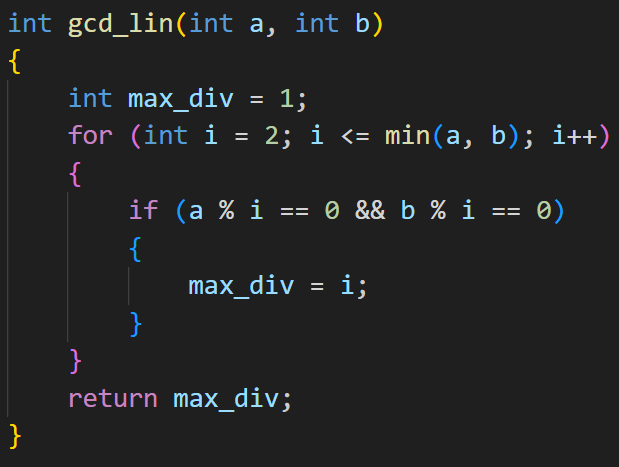 int gcd_lin(int a, int b)
{
    int max_div = 1;
    for (int i = 2; i <= min(a, b); i++)
    {
        if (a % i == 0 && b % i == 0)
        {
            max_div = i;
        }
    }
    return max_div;
}